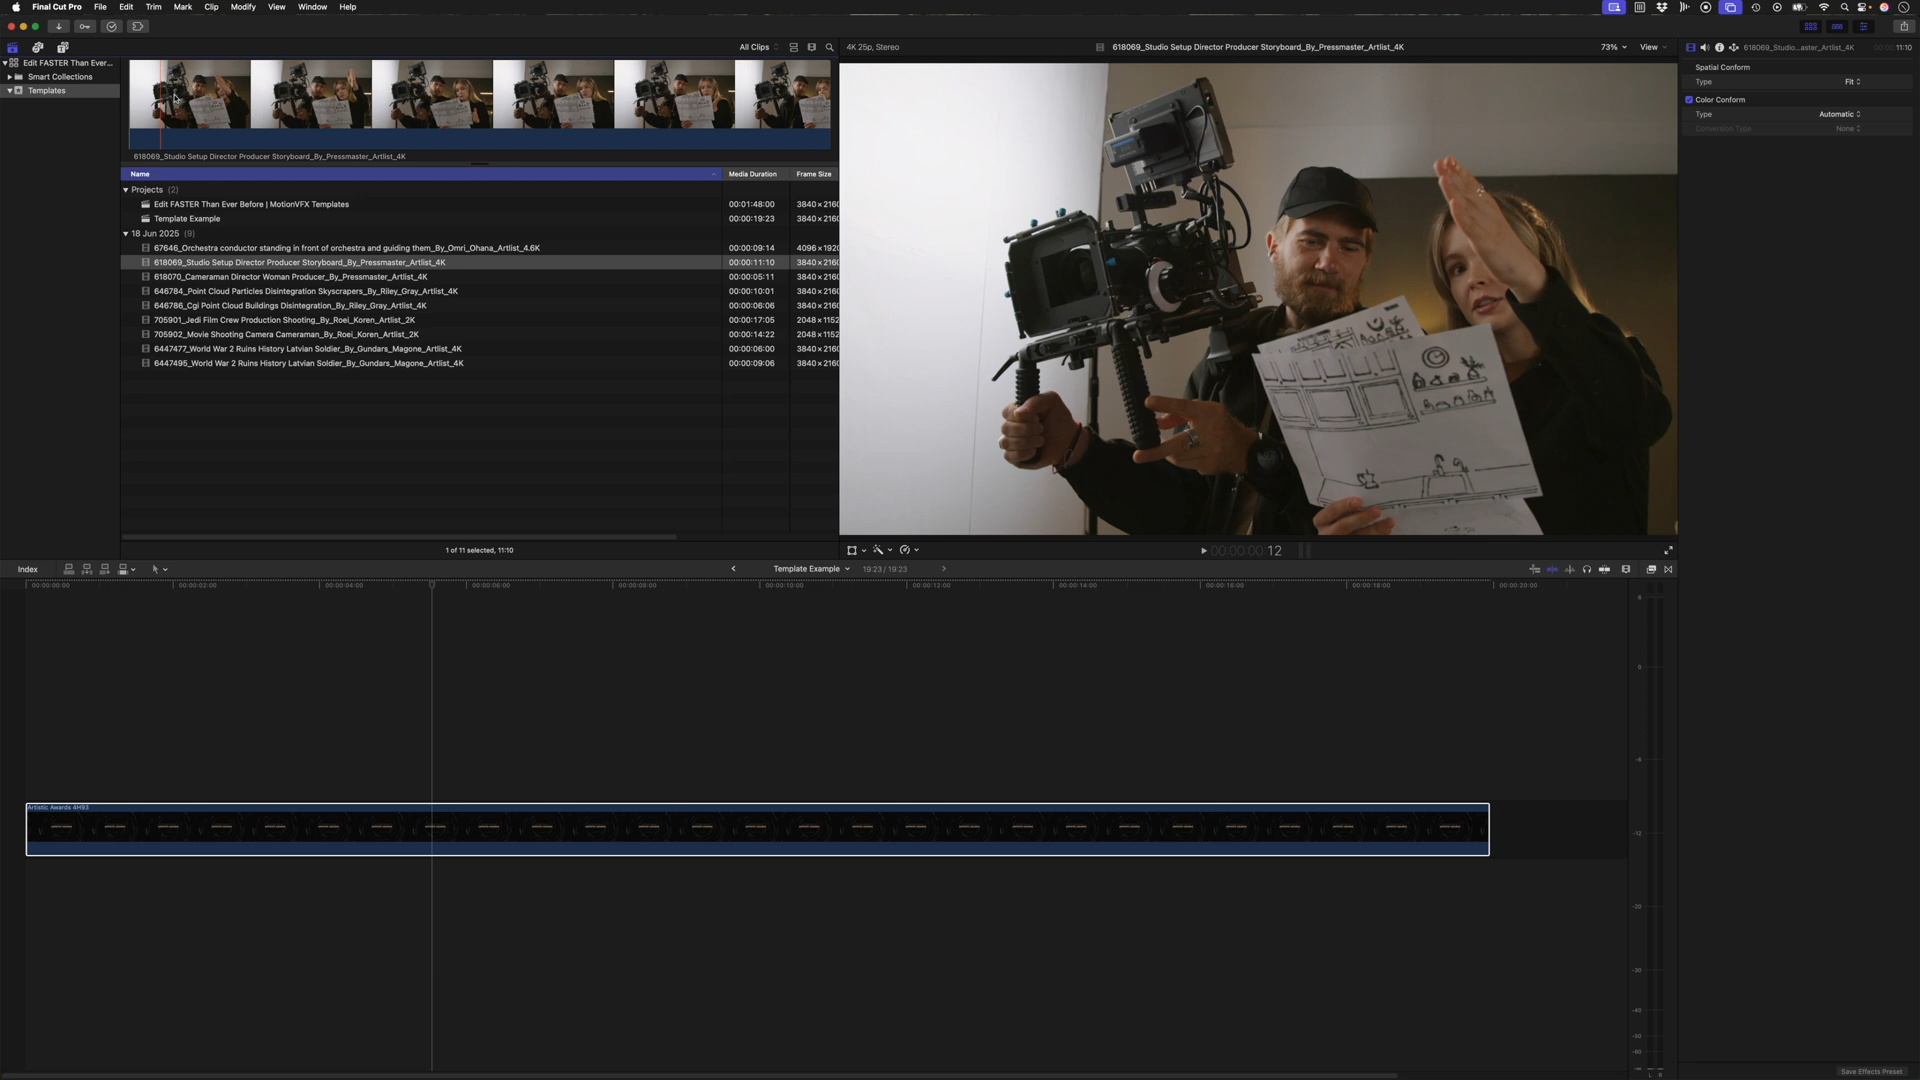 Final Cut Pro File Edit Trim Mark Clip Modify View Window Help
All Clips
4K 25p, Stereo
618069_Studio Setup Director Producer Storyboard_By_Pressmaster_Artlist_4K
73% View
618069_Studio...aster_Artlist_4K
11:10
Edit FASTER Than Ever...
Smart Collections
Templates
618069_Studio Setup Director Producer Storyboard_By_Pressmaster_Artlist_4K
Name Media Duration Frame Size
Projects (2)
Edit FASTER Than Ever Before | MotionVFX Templates 00:01:48:00 3840×2160
Template Example 00:00:19:23 3840×2160
18 Jun 2025 (9)
67646_Orchestra conductor standing in front of orchestra and guiding them_By_Omri_Ohana_Artlist_4.6K 00:00:09:14 4096×1920
618069_Studio Setup Director Producer Storyboard_By_Pressmaster_Artlist_4K 00:00:11:10 3840×2160
618070_Cameraman Director Woman Producer_By_Pressmaster_Artlist_4K 00:00:05:11 3840×2160
646784_Point Cloud Particles Disintegration Skyscrapers_By_Riley_Gray_Artlist_4K 00:00:10:01 3840×2160
646786_Cgi Point Cloud Buildings Disintegration_By_Riley_Gray_Artlist_4K 00:00:06:06 3840×2160
705901_Jedi Film Crew Production Shooting_By_Roei_Koren_Artlist_2K 00:00:17:05 2048×1152
705902_Movie Shooting Camera Cameraman_By_Roei_Koren_Artlist_2K 00:00:14:22 2048×1152
6447477_World War 2 Ruins History Latvian Soldier_By_Gundars_Magone_Artlist_4K 00:00:06:00 3840×2160
6447495_World War 2 Ruins History Latvian Soldier_By_Gundars_Magone_Artlist_4K 00:00:09:06 3840×2160
1 of 11 selected, 11:10
00:00:00:12
Spatial Conform
Type Fit
Color Conform
Type Automatic
Conversion Type None
Index
Template Example 19:23 / 19:23
00:00:00:00 00:00:02:00 00:00:04:00 00:00:06:00 00:00:08:00 00:00:10:00 00:00:12:00 00:00:14:00 00:00:16:00 00:00:18:00 00:00:20:00
Artistic Awards 4H93
6
0
-6
-12
-20
-30
-40
-50
-60
L R
Save Effects Preset